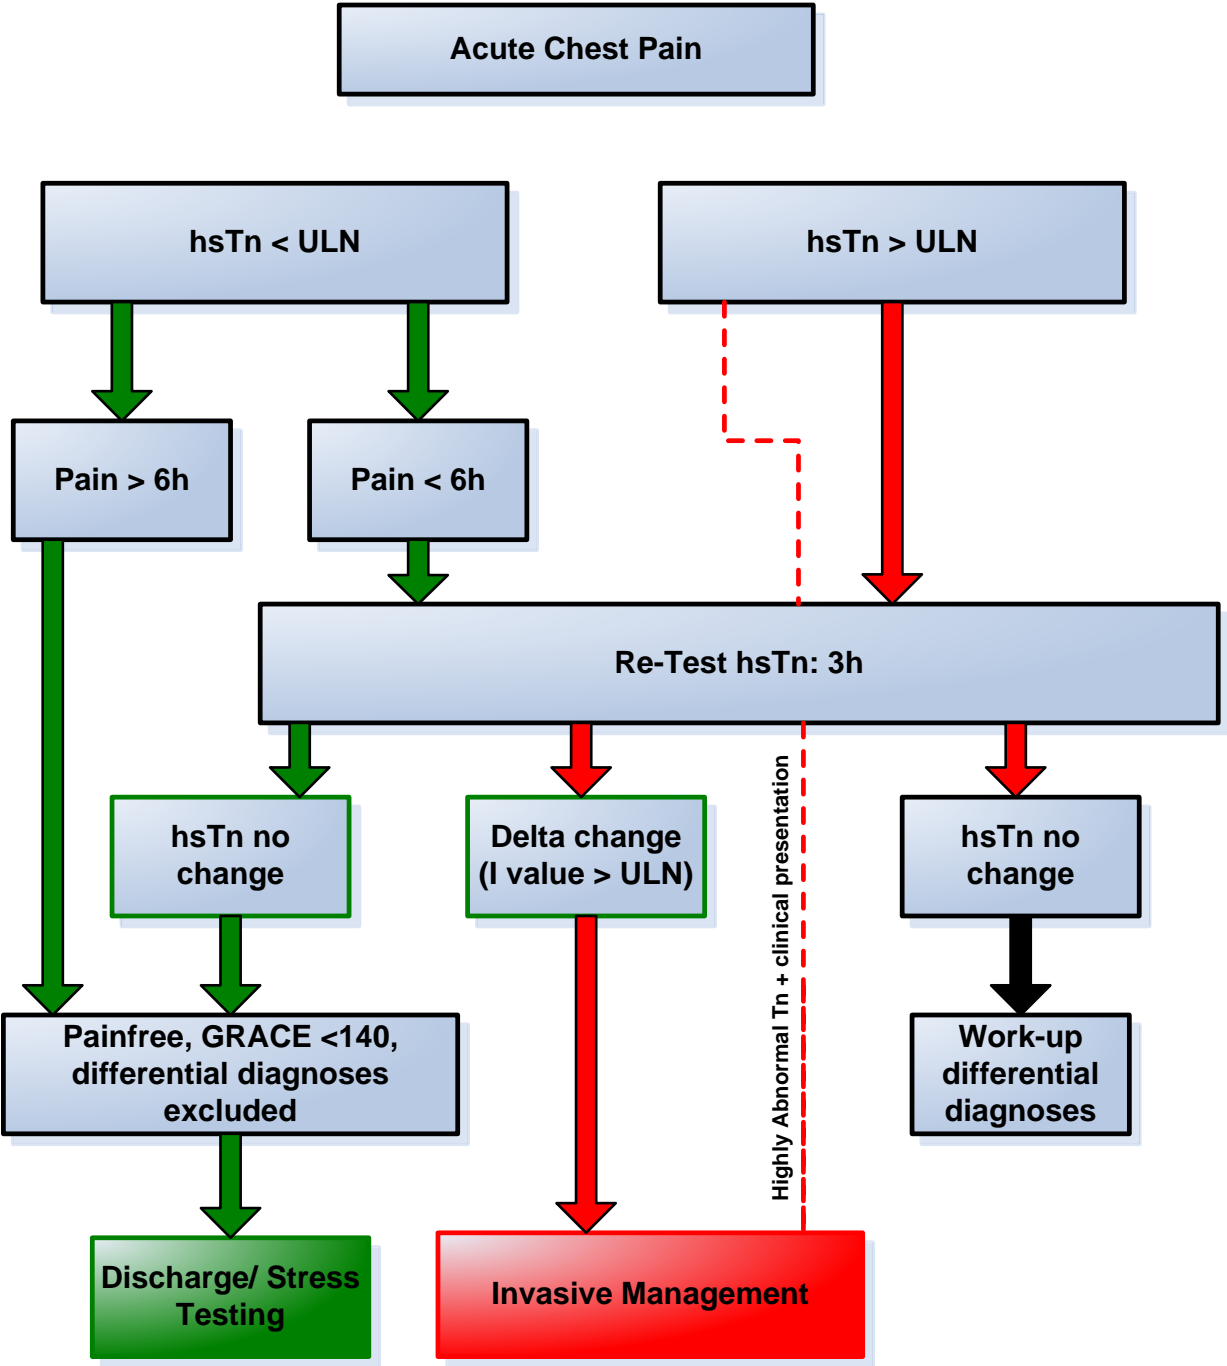 Acute Chest Pain
hsTn < ULN
hsTn > ULN
Pain > 6h
Pain < 6h
Re-Test hsTn: 3h
hsTn no
change
Delta change
(I value > ULN)
Highly Abnormal Tn + clinical presentation
hsTn no
change
Painfree, GRACE <140,
differential diagnoses
excluded
Work-up
differential
diagnoses
Discharge/ Stress
Testing
Invasive Management